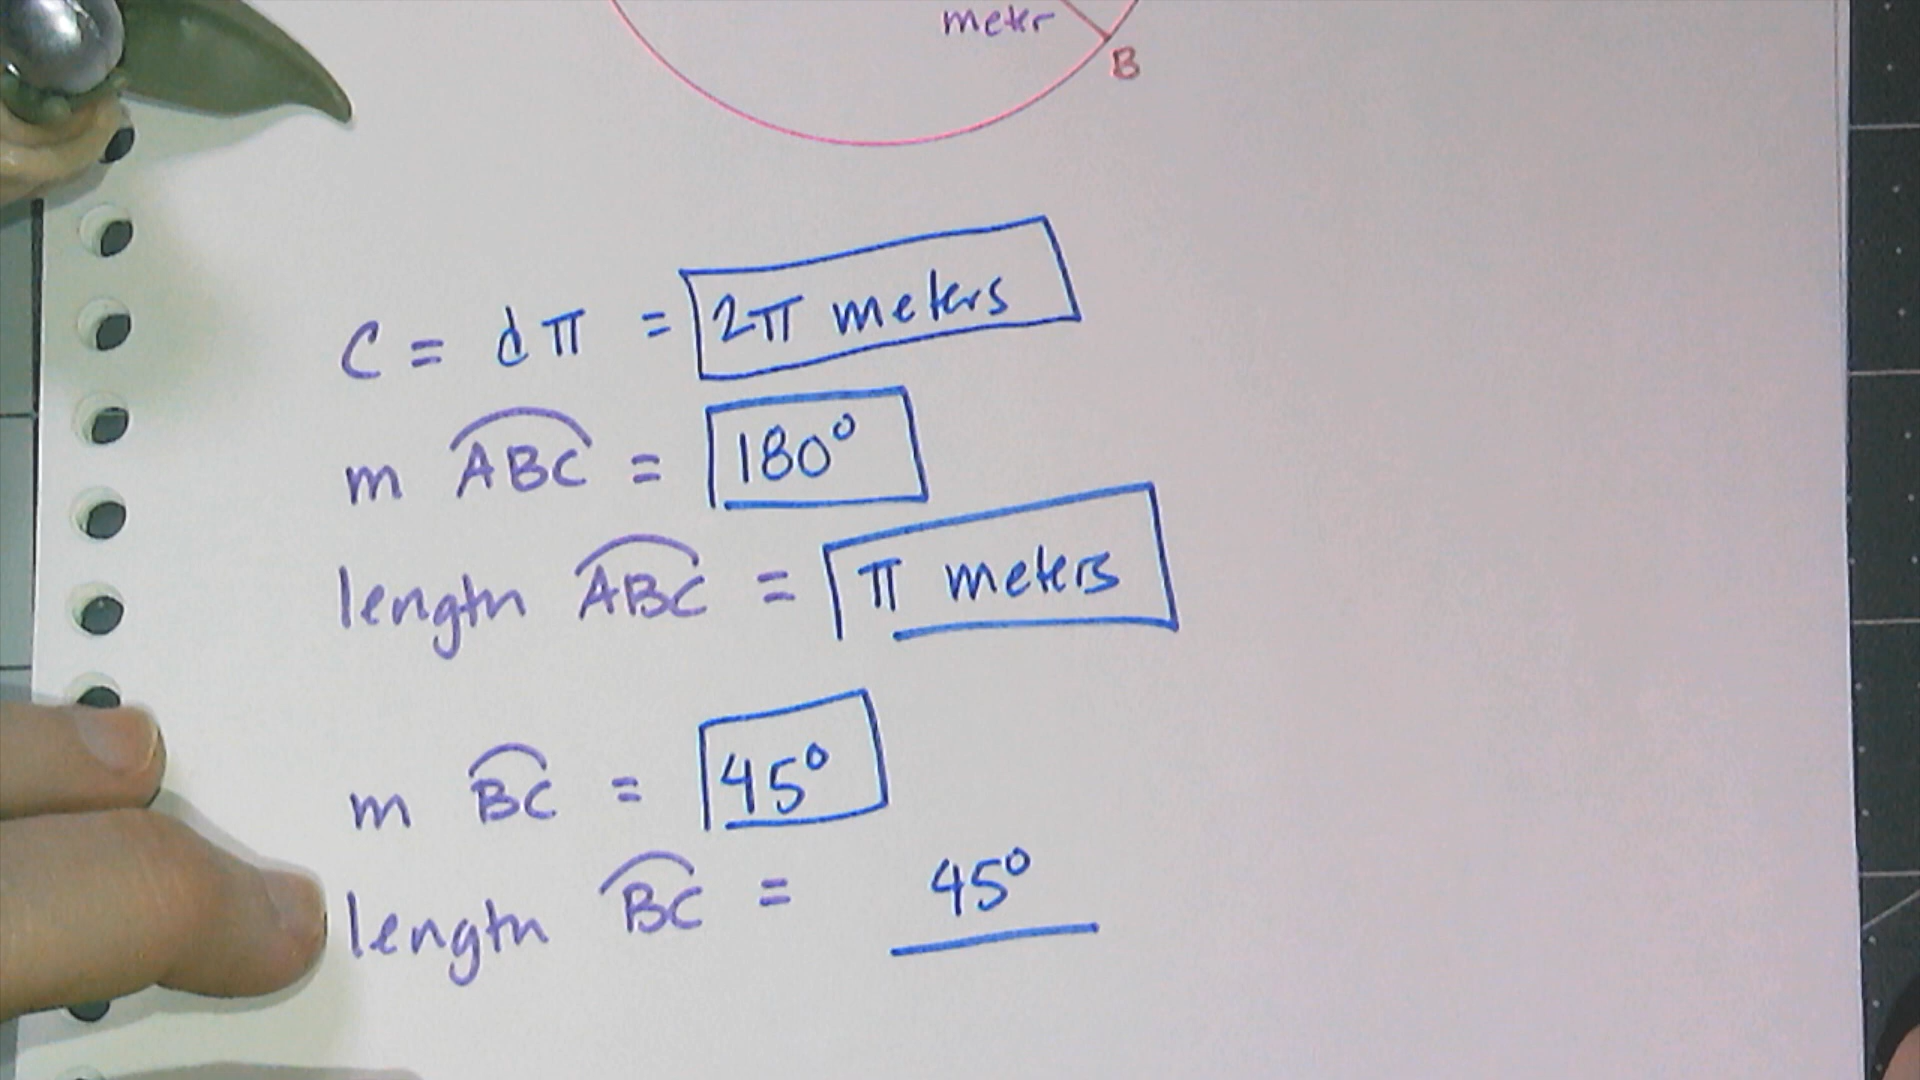 meter
B
C = dπ = 2π meters
m ABC = 180°
length ABC = π meters
m BC = 45°
length BC = 45°